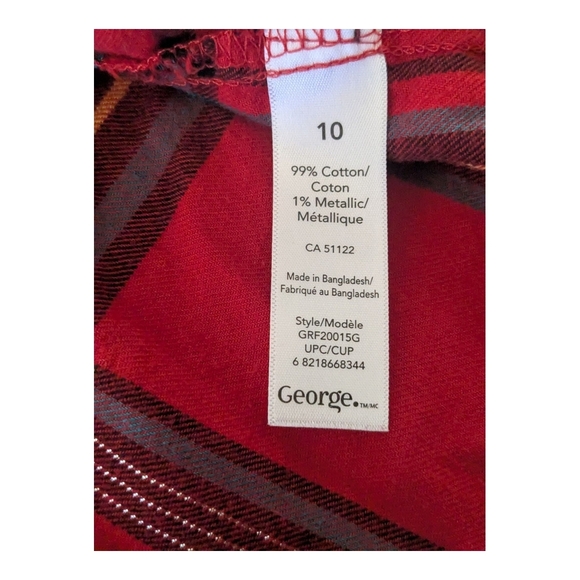 10
99% Cotton/
Coton
1% Metallic/
Métallique
CA 51122
Made in Bangladesh/
Fabriqué au Bangladesh
Style/Modèle
GRF20015G
UPC/CUP
6 8218668344
George.TM/MC